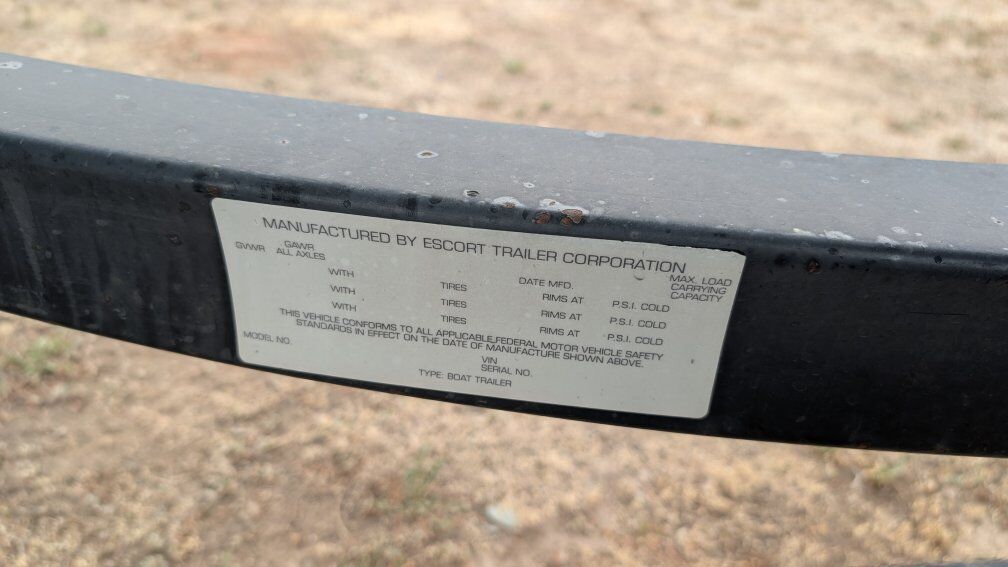 MANUFACTURED BY ESCORT TRAILER CORPORATION
GVWR GAWR ALL AXLES DATE MFD. MAX. LOAD CARRYING CAPACITY
WITH TIRES RIMS AT P.S.I. COLD
WITH TIRES RIMS AT P.S.I. COLD
WITH TIRES RIMS AT P.S.I. COLD
THIS VEHICLE CONFORMS TO ALL APPLICABLE,FEDERAL MOTOR VEHICLE SAFETY
STANDARDS IN EFFECT ON THE DATE OF MANUFACTURE SHOWN ABOVE.
MODEL NO. VIN SERIAL NO.
TYPE: BOAT TRAILER